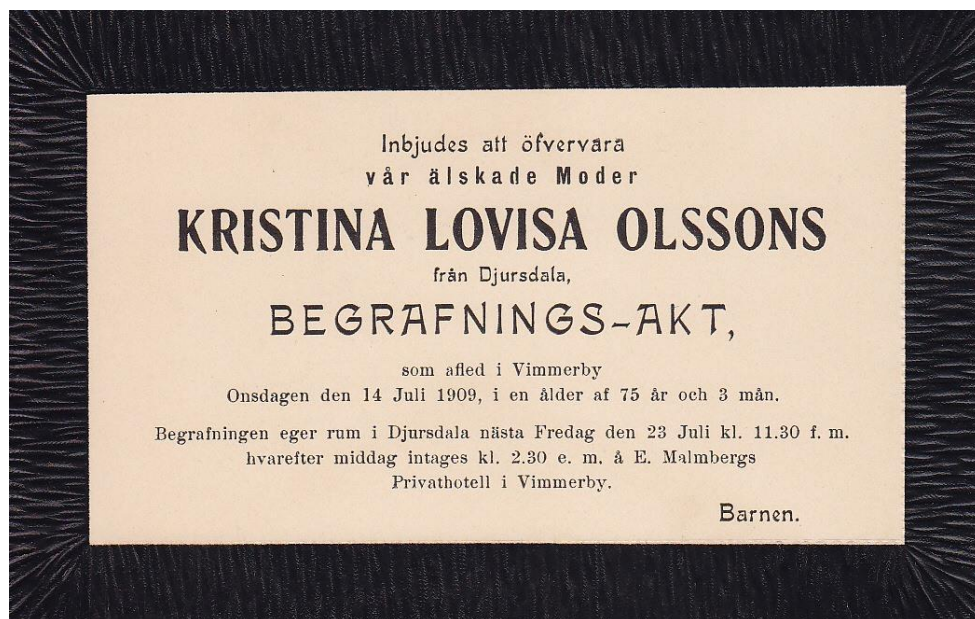 Inbjudes att öfvervara
vår älskade Moder
KRISTINA LOVISA OLSSONS
från Djursdala,
BEGRAFNINGS-AKT,
som afled i Vimmerby
Onsdagen den 14 Juli 1909, i en ålder af 75 år och 3 mån.
Begrafningen eger rum i Djursdala nästa Fredag den 23 Juli kl. 11.30 f. m.
hvarefter middag intages kl. 2.30 e. m. å E. Malmbergs
Privathotell i Vimmerby.
Barnen.